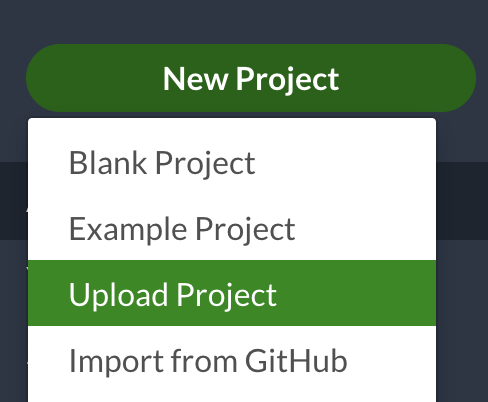 New Project
Blank Project
Example Project
Upload Project
Import from GitHub